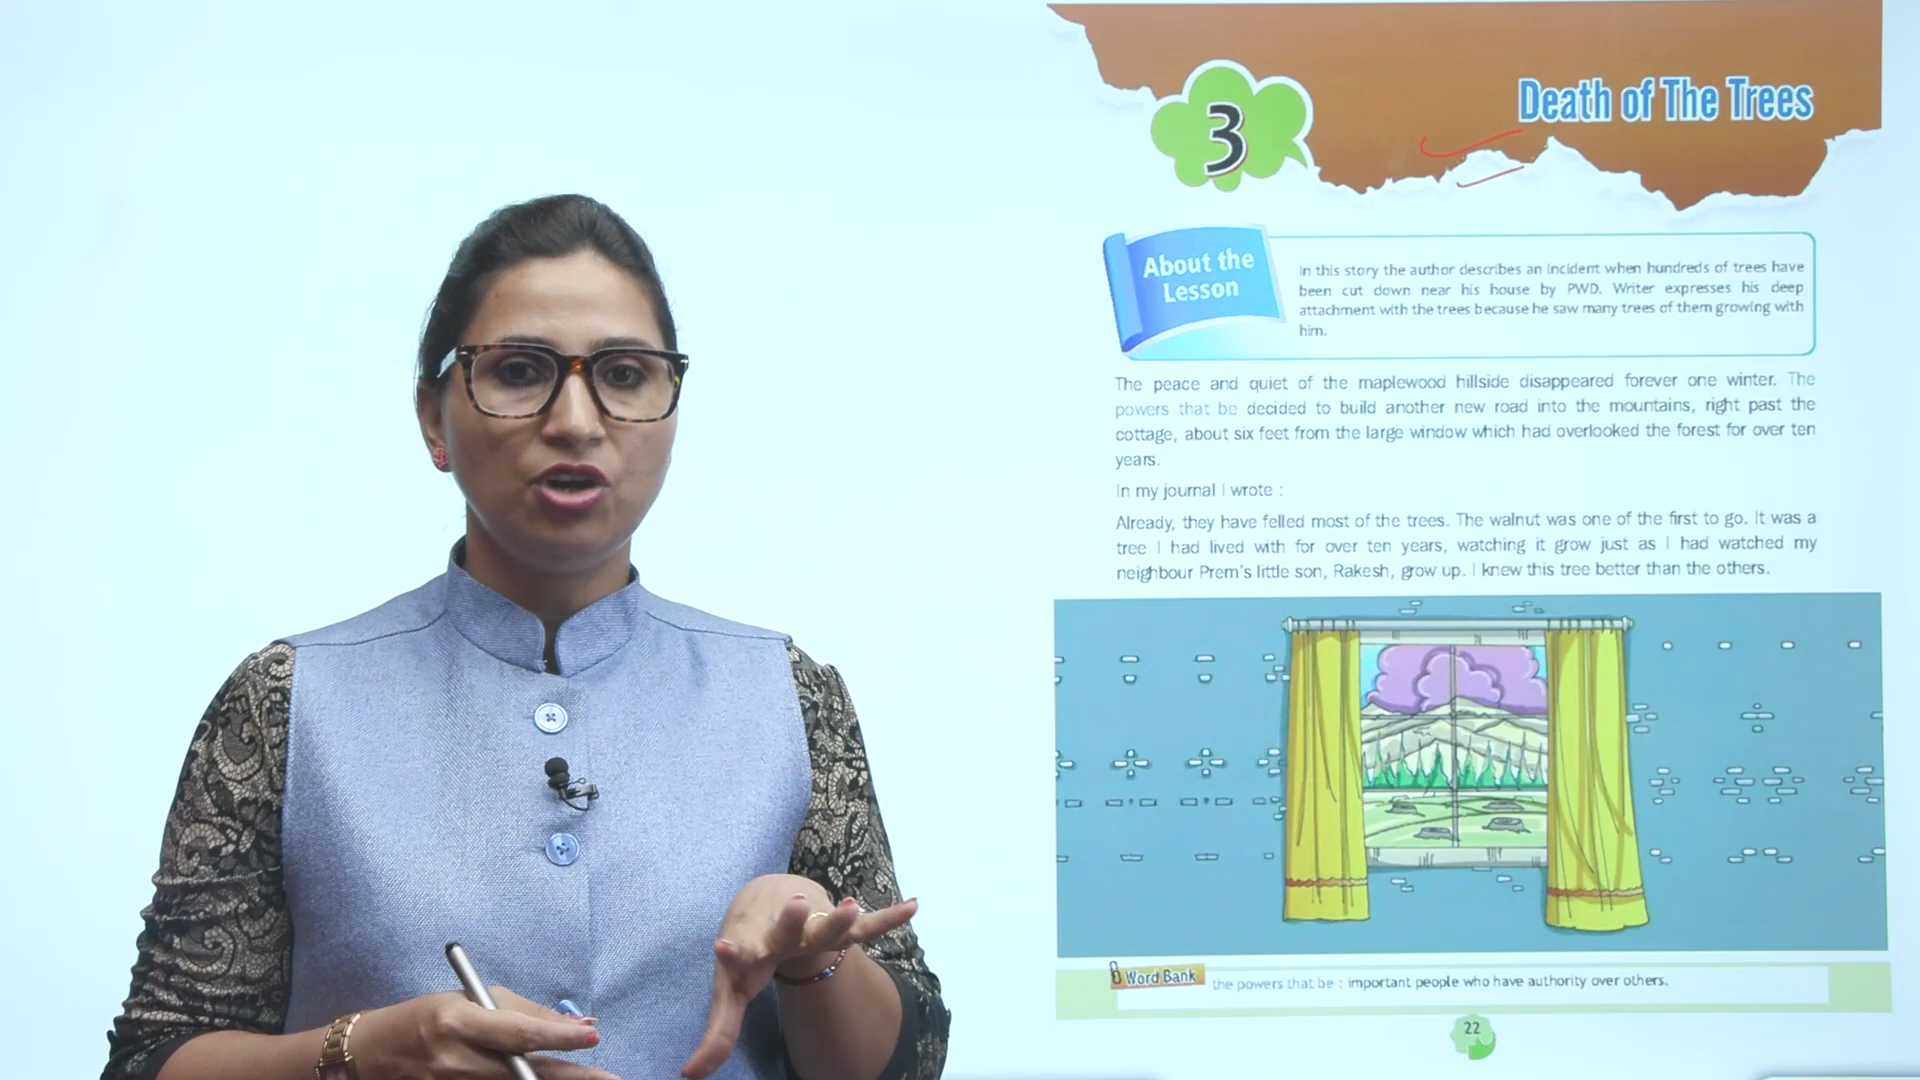 3
Death of The Trees
About the
Lesson
In this story the author describes an incident when hundreds of trees have
been cut down near his house by PWD. Writer expresses his deep
attachment with the trees because he saw many trees of them growing with
him.
The peace and quiet of the maplewood hillside disappeared forever one winter. The
powers that be decided to build another new road into the mountains, right past the
cottage, about six feet from the large window which had overlooked the forest for over ten
years.
In my journal I wrote :
Already, they have felled most of the trees. The walnut was one of the first to go. It was a
tree I had lived with for over ten years, watching it grow just as I had watched my
neighbour Prem's little son, Rakesh, grow up. I knew this tree better than the others.
Word Bank
the powers that be : important people who have authority over others.
22